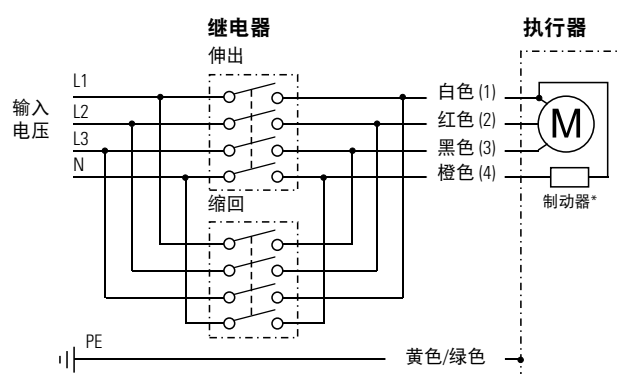 继电器
执行器
伸出
输入
电压
L1
L2
L3
N
白色 (1)
红色 (2)
黑色 (3)
橙色 (4)
M
制动器*
缩回
PE
黄色/绿色